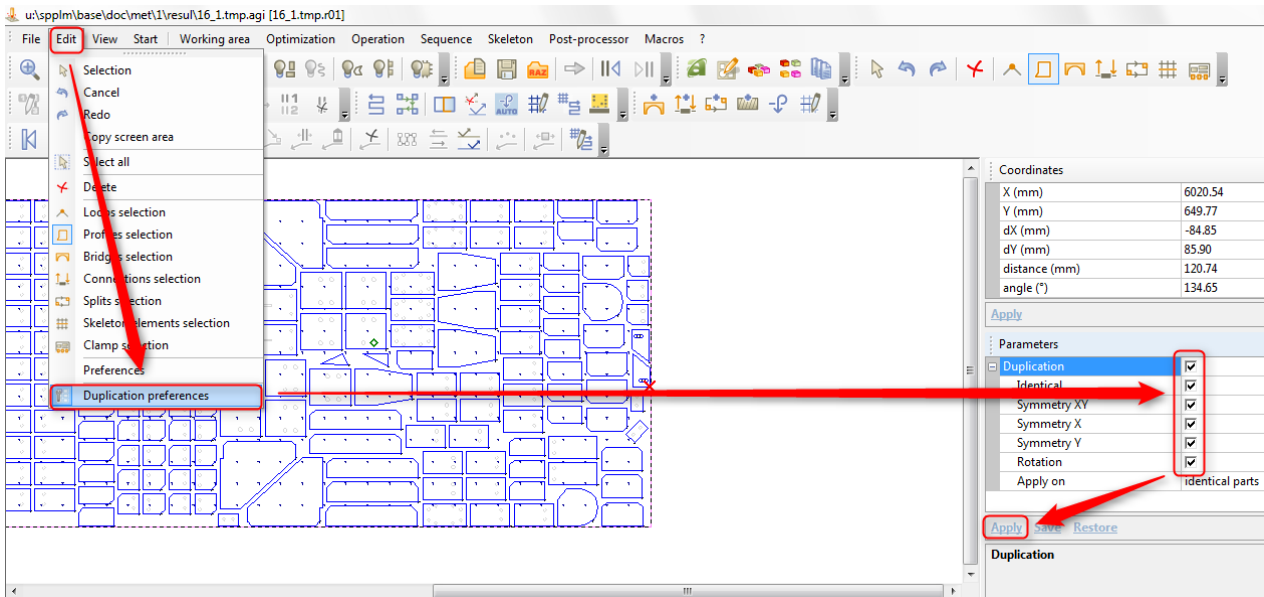 u:\spplm\base\doc\met\1\resul\16_1.tmp.agi [16_1.tmp.r01]
File Edit View Start Working area Optimization Operation Sequence Skeleton Post-processor Macros ?
Selection
Cancel
Redo
Copy screen area
Select all
Delete
Loops selection
Profiles selection
Bridges selection
Connections selection
Splits selection
Skeleton elements selection
Clamp selection
Preferences
Duplication preferences
RAZ
AUTO
Coordinates
X (mm) 6020.54
Y (mm) 649.77
dX (mm) -84.85
dY (mm) 85.90
distance (mm) 120.74
angle (°) 134.65
Apply
Parameters
Duplication
Identical
Symmetry XY
Symmetry X
Symmetry Y
Rotation
Apply on identical parts
Apply Save Restore
Duplication